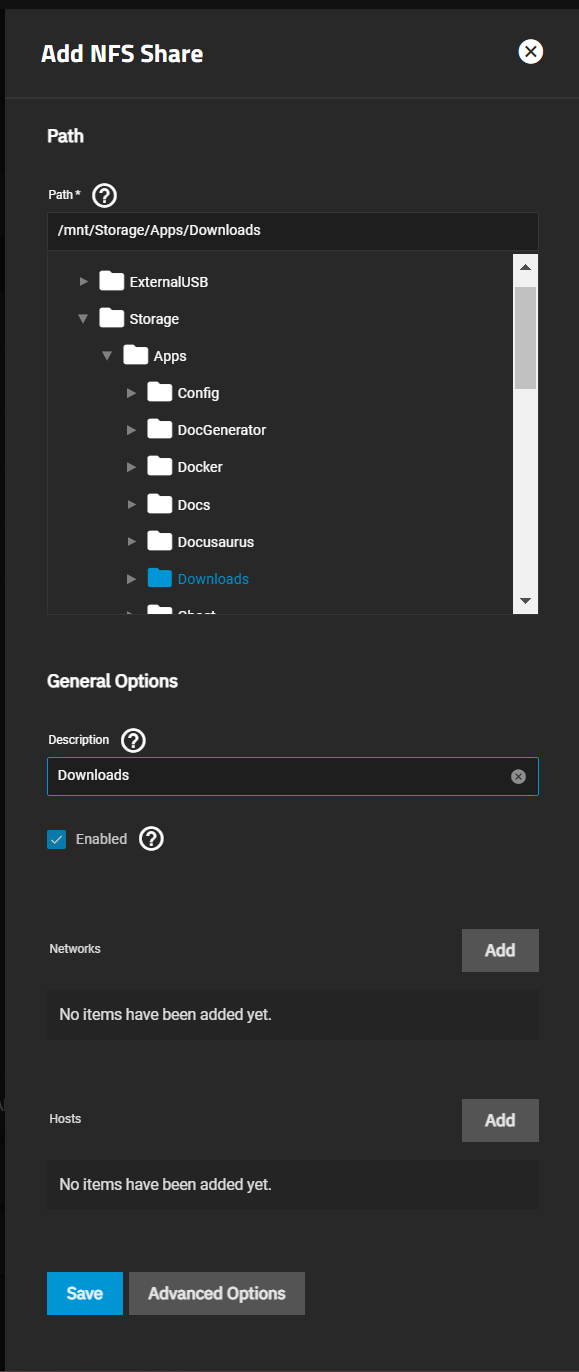 Add NFS Share
Path
Path *
/mnt/Storage/Apps/Downloads
ExternalUSB
Storage
Apps
Config
DocGenerator
Docker
Docs
Docusaurus
Downloads
General Options
Description
Downloads
Enabled
Networks
Add
No items have been added yet.
Hosts
Add
No items have been added yet.
Save
Advanced Options